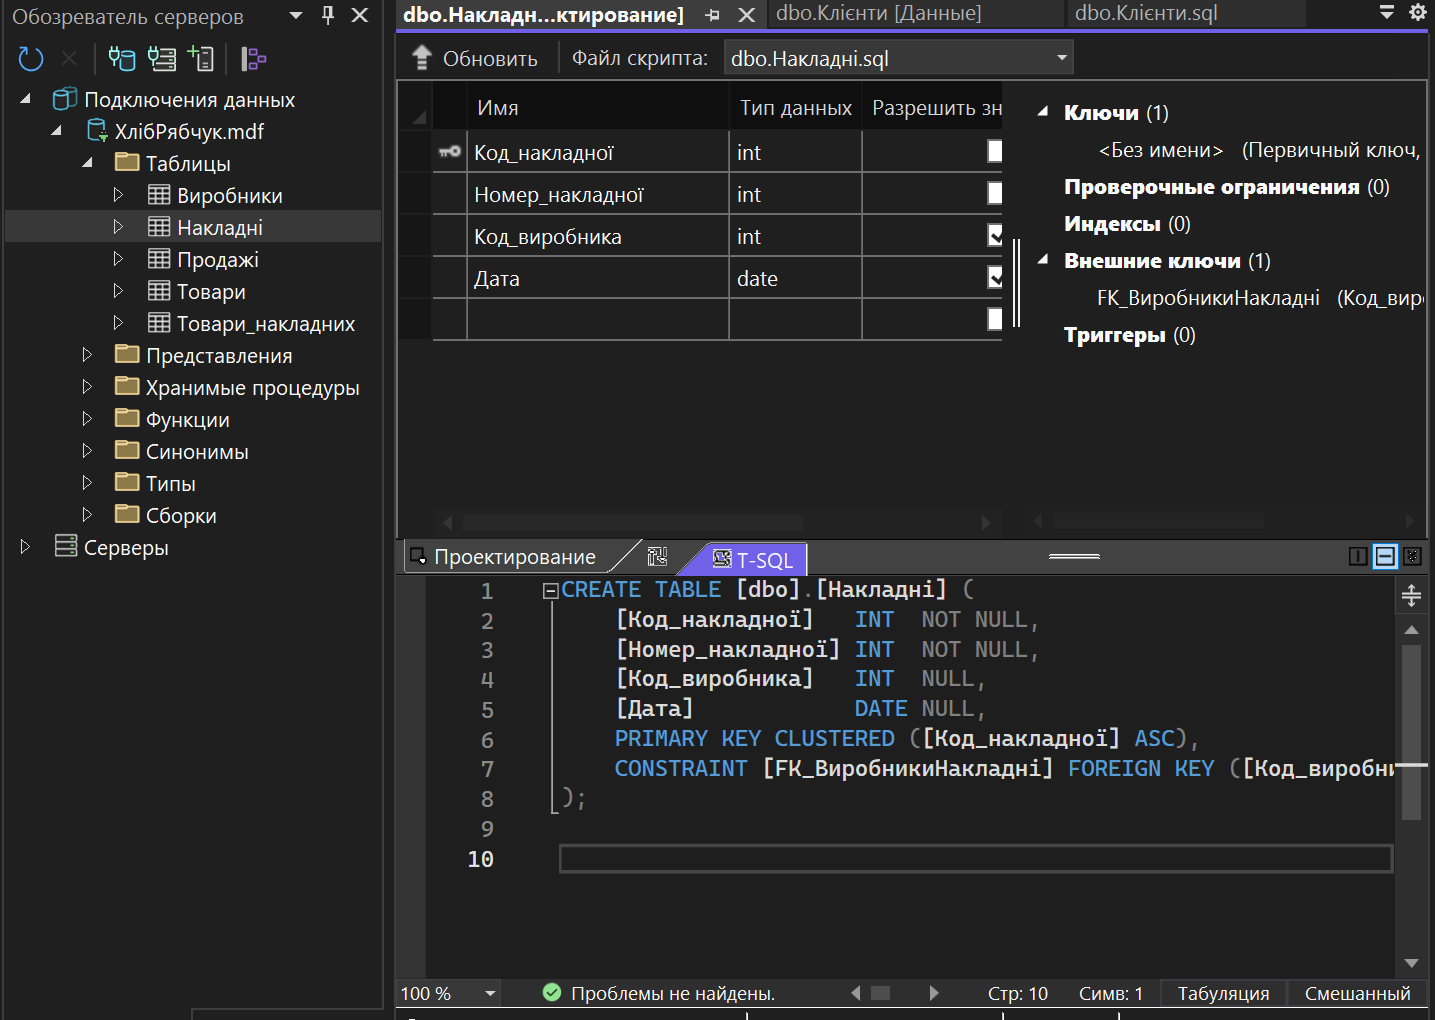 Обозреватель серверов
Подключения данных
ХлібРябчук.mdf
Таблицы
Виробники
Накладні
Продажі
Товари
Товари_накладних
Представления
Хранимые процедуры
Функции
Синонимы
Типы
Сборки
Серверы
dbo.Накладн...ктирование]
dbo.Клієнти [Данные]
dbo.Клієнти.sql
Обновить
Файл скрипта:
dbo.Накладні.sql
Имя Тип данных Разрешить зн
Код_накладної int
Номер_накладної int
Код_виробника int
Дата date
Ключи (1)
<Без имени> (Первичный ключ,
Проверочные ограничения (0)
Индексы (0)
Внешние ключи (1)
FK_ВиробникиНакладні (Код_вир
Триггеры (0)
Проектирование
T-SQL
1 CREATE TABLE [dbo].[Накладні] (
2 [Код_накладної] INT NOT NULL,
3 [Номер_накладної] INT NOT NULL,
4 [Код_виробника] INT NULL,
5 [Дата] DATE NULL,
6 PRIMARY KEY CLUSTERED ([Код_накладної] ASC),
7 CONSTRAINT [FK_ВиробникиНакладні] FOREIGN KEY ([Код_виробни
8 );
9
10
100 %
Проблемы не найдены.
Стр: 10
Симв: 1
Табуляция
Смешанный